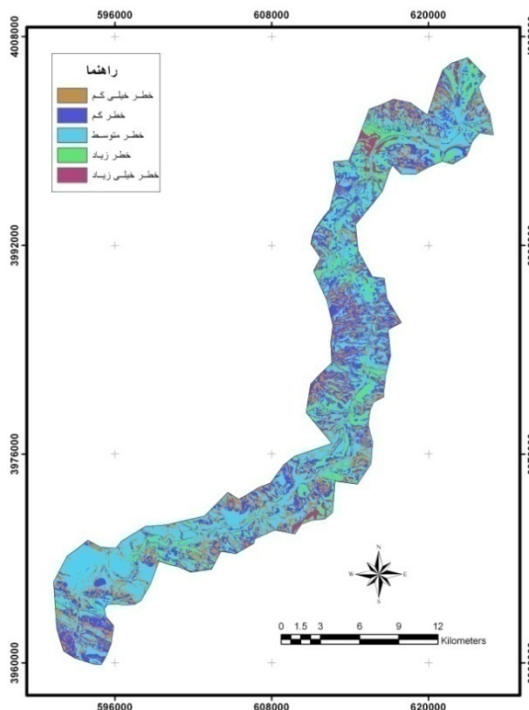 596000 608000 620000
4008000
راهنما
خطر خیلی کم
خطر کم
خطر متوسط
خطر زیاد
خطر خیلی زیاد
3992000
3976000
N
W E
S
0 1.5 3 6 9 12
Kilometers
3960000
596000 608000 620000